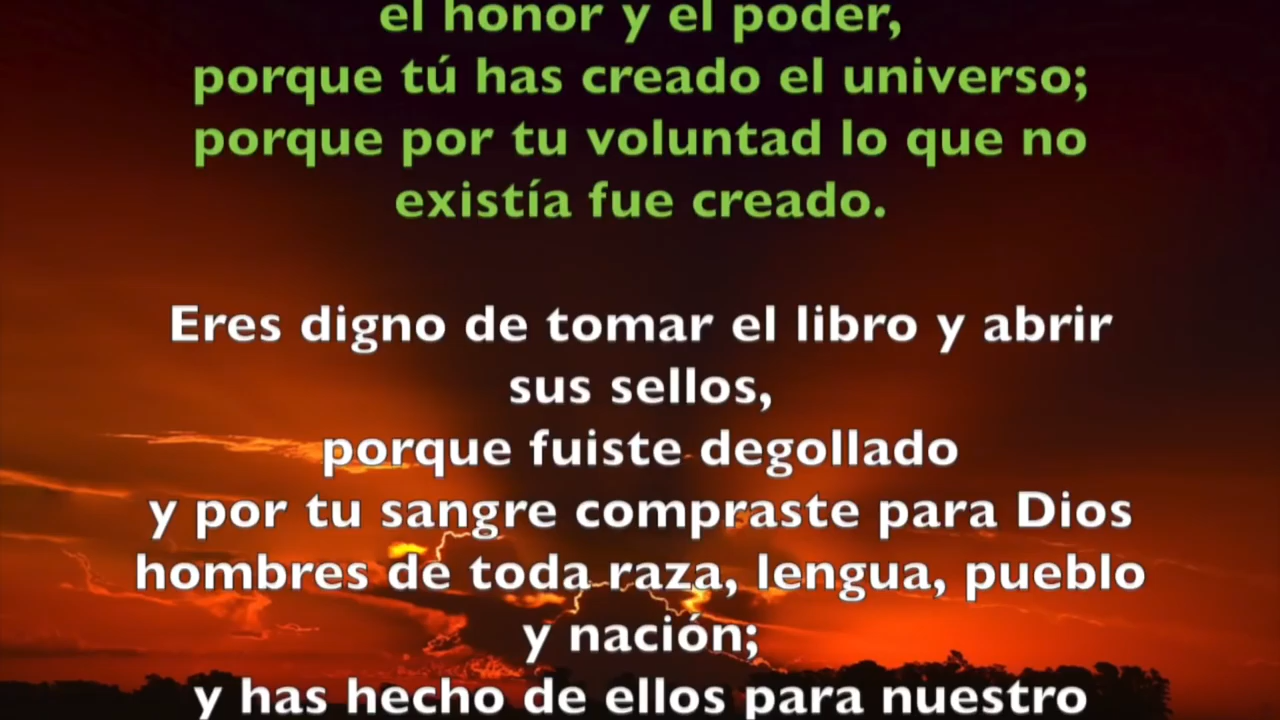 el honor y el poder,
porque tú has creado el universo;
porque por tu voluntad lo que no
existía fue creado.
Eres digno de tomar el libro y abrir
sus sellos,
porque fuiste degollado
y por tu sangre compraste para Dios
hombres de toda raza, lengua, pueblo
y nación;
y has hecho de ellos para nuestro